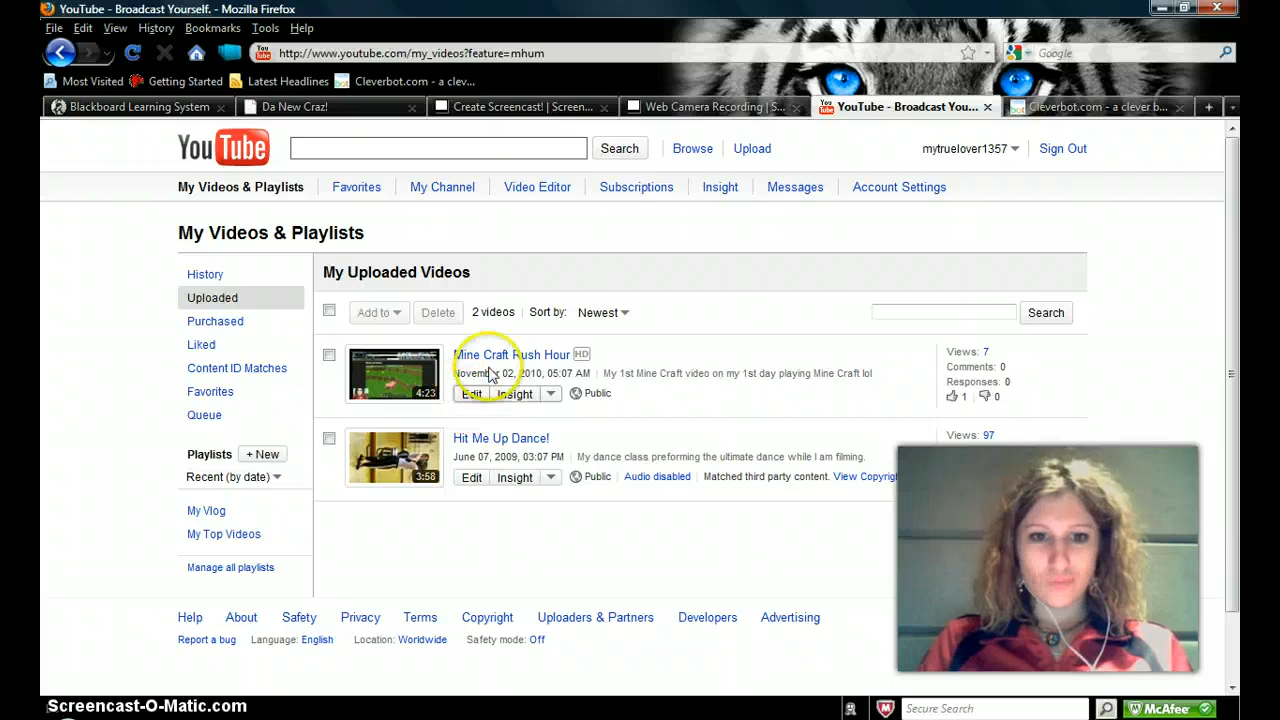 YouTube - Broadcast Yourself. - Mozilla Firefox
File Edit View History Bookmarks Tools Help
You Tube http://www.youtube.com/my_videos?feature=mhum Google
Most Visited Getting Started Latest Headlines Cleverbot.com - a clev...
Blackboard Learning System Da New Craz! Create Screencast! | Screen... Web Camera Recording | S... YouTube - Broadcast You... Cleverbot.com - a clever b...
You Tube Search Browse Upload mytruelover1357 Sign Out
My Videos & Playlists Favorites My Channel Video Editor Subscriptions Insight Messages Account Settings
My Videos & Playlists
History
Uploaded
Purchased
Liked
Content ID Matches
Favorites
Queue
Playlists + New
Recent (by date)
My Vlog
My Top Videos
Manage all playlists
My Uploaded Videos
Add to Delete 2 videos Sort by: Newest Search
4:23
Mine Craft Rush Hour HD
November 02, 2010, 05:07 AM My 1st Mine Craft video on my 1st day playing Mine Craft lol
Edit Insight Public
Views: 7
Comments: 0
Responses: 0
1 0
3:58
Hit Me Up Dance!
June 07, 2009, 03:07 PM My dance class preforming the ultimate dance while I am filming.
Edit Insight Public Audio disabled Matched third party content. View Copyrig
Views: 97
Help About Safety Privacy Terms Copyright Uploaders & Partners Developers Advertising
Report a bug Language: English Location: Worldwide Safety mode: Off
Screencast-O-Matic.com Secure Search McAfee